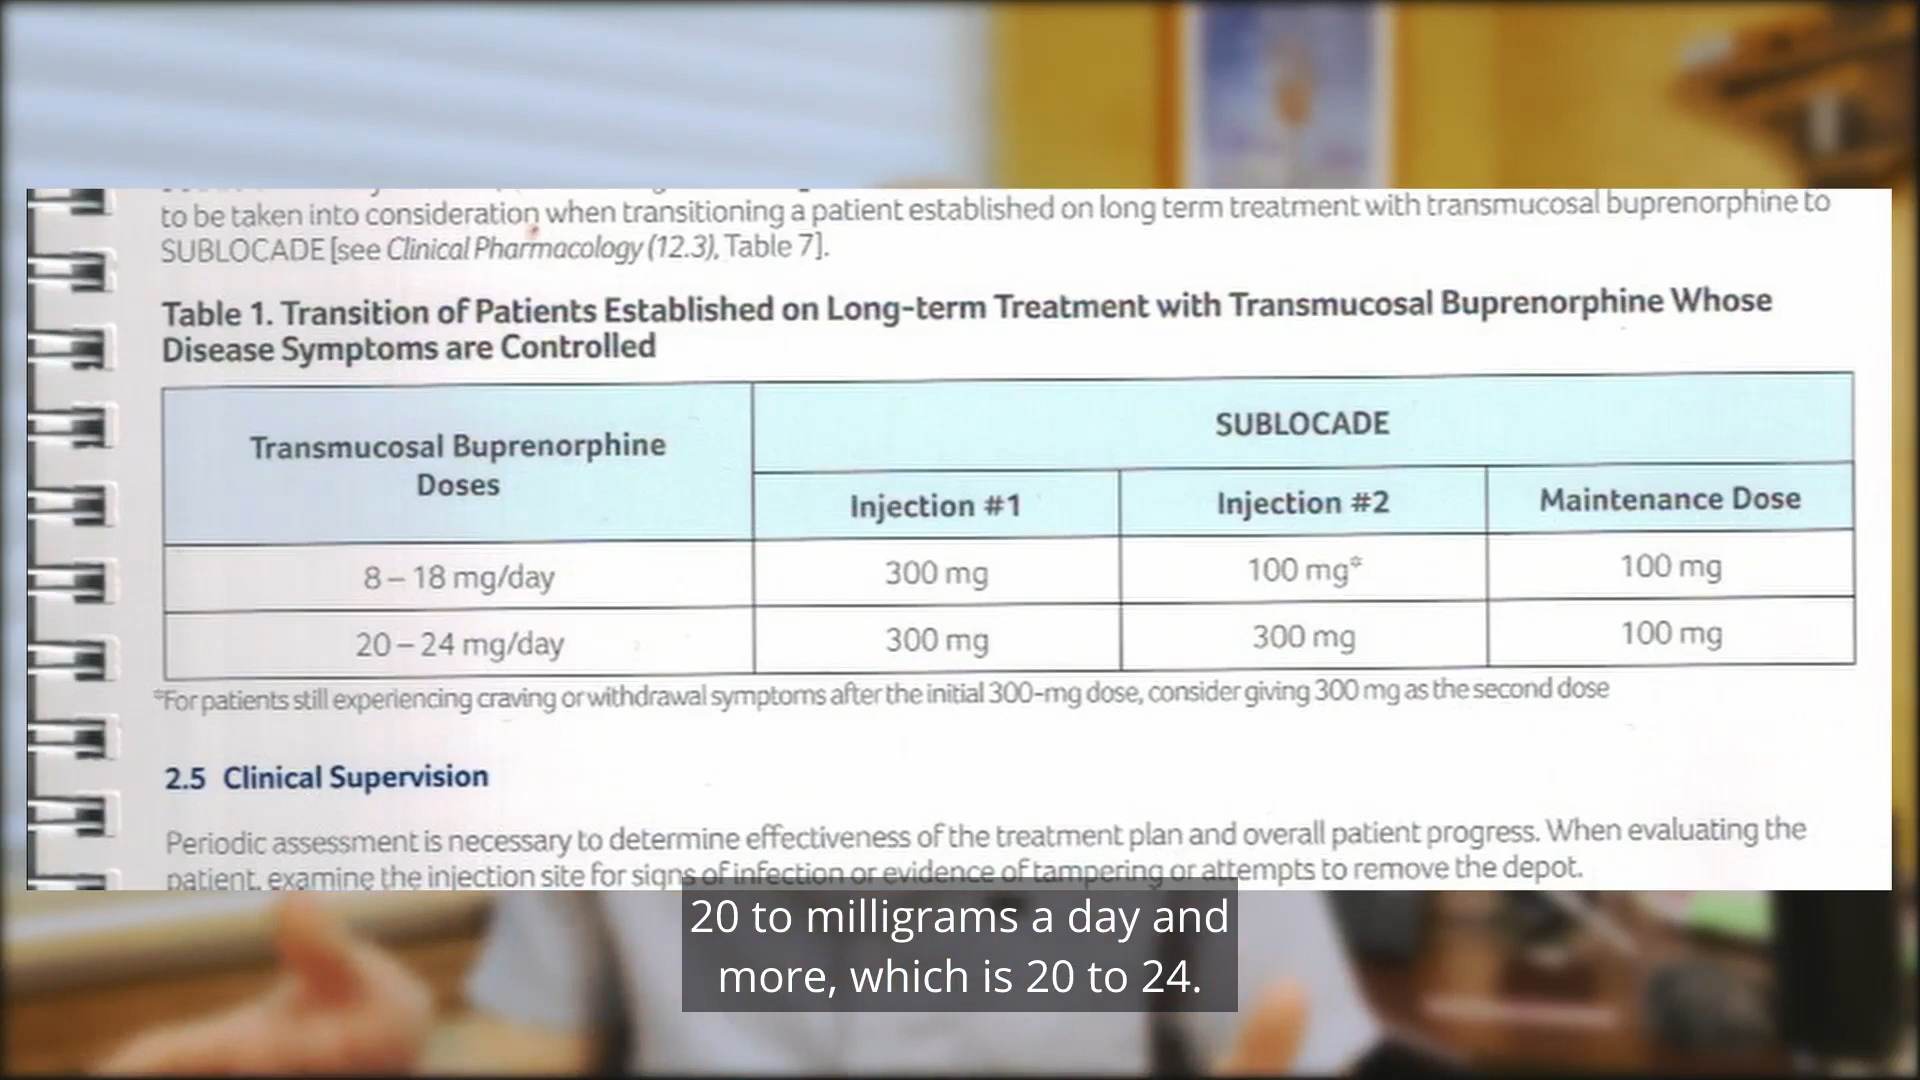 to be taken into consideration when transitioning a patient established on long term treatment with transmucosal buprenorphine to
SUBLOCADE [see Clinical Pharmacology (12.3), Table 7].
Table 1. Transition of Patients Established on Long-term Treatment with Transmucosal Buprenorphine Whose
Disease Symptoms are Controlled
Transmucosal Buprenorphine
Doses
SUBLOCADE
Injection #1
Injection #2
Maintenance Dose
8 – 18 mg/day
300 mg
100 mg*
100 mg
20 – 24 mg/day
300 mg
300 mg
100 mg
*For patients still experiencing craving or withdrawal symptoms after the initial 300-mg dose, consider giving 300 mg as the second dose
2.5 Clinical Supervision
Periodic assessment is necessary to determine effectiveness of the treatment plan and overall patient progress. When evaluating the
patient, examine the injection site for signs of infection or evidence of tampering or attempts to remove the depot.
20 to milligrams a day and
more, which is 20 to 24.